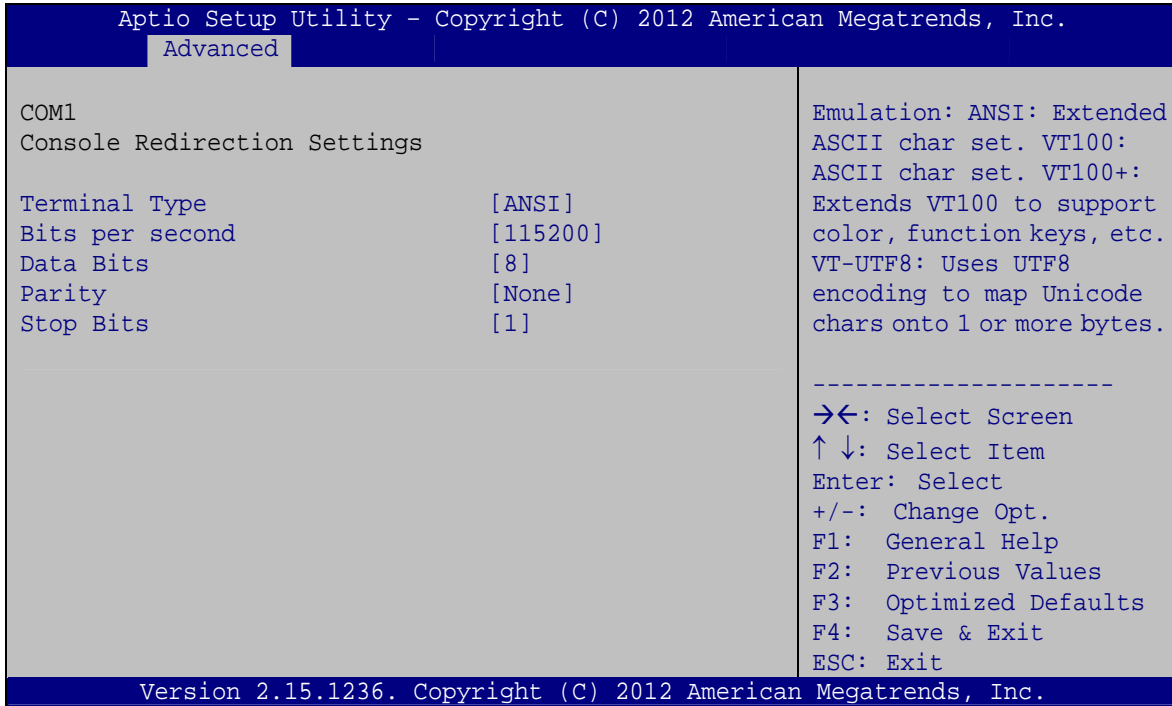 Aptio Setup Utility – Copyright (C) 2012 American Megatrends, Inc.
Advanced
COM1
Console Redirection Settings
Terminal Type [ANSI]
Bits per second [115200]
Data Bits [8]
Parity [None]
Stop Bits [1]
Emulation: ANSI: Extended
ASCII char set. VT100:
ASCII char set. VT100+:
Extends VT100 to support
color, function keys, etc.
VT-UTF8: Uses UTF8
encoding to map Unicode
chars onto 1 or more bytes.
---------------------
→←: Select Screen
↑ ↓: Select Item
Enter: Select
+/-: Change Opt.
F1: General Help
F2: Previous Values
F3: Optimized Defaults
F4: Save & Exit
ESC: Exit
Version 2.15.1236. Copyright (C) 2012 American Megatrends, Inc.